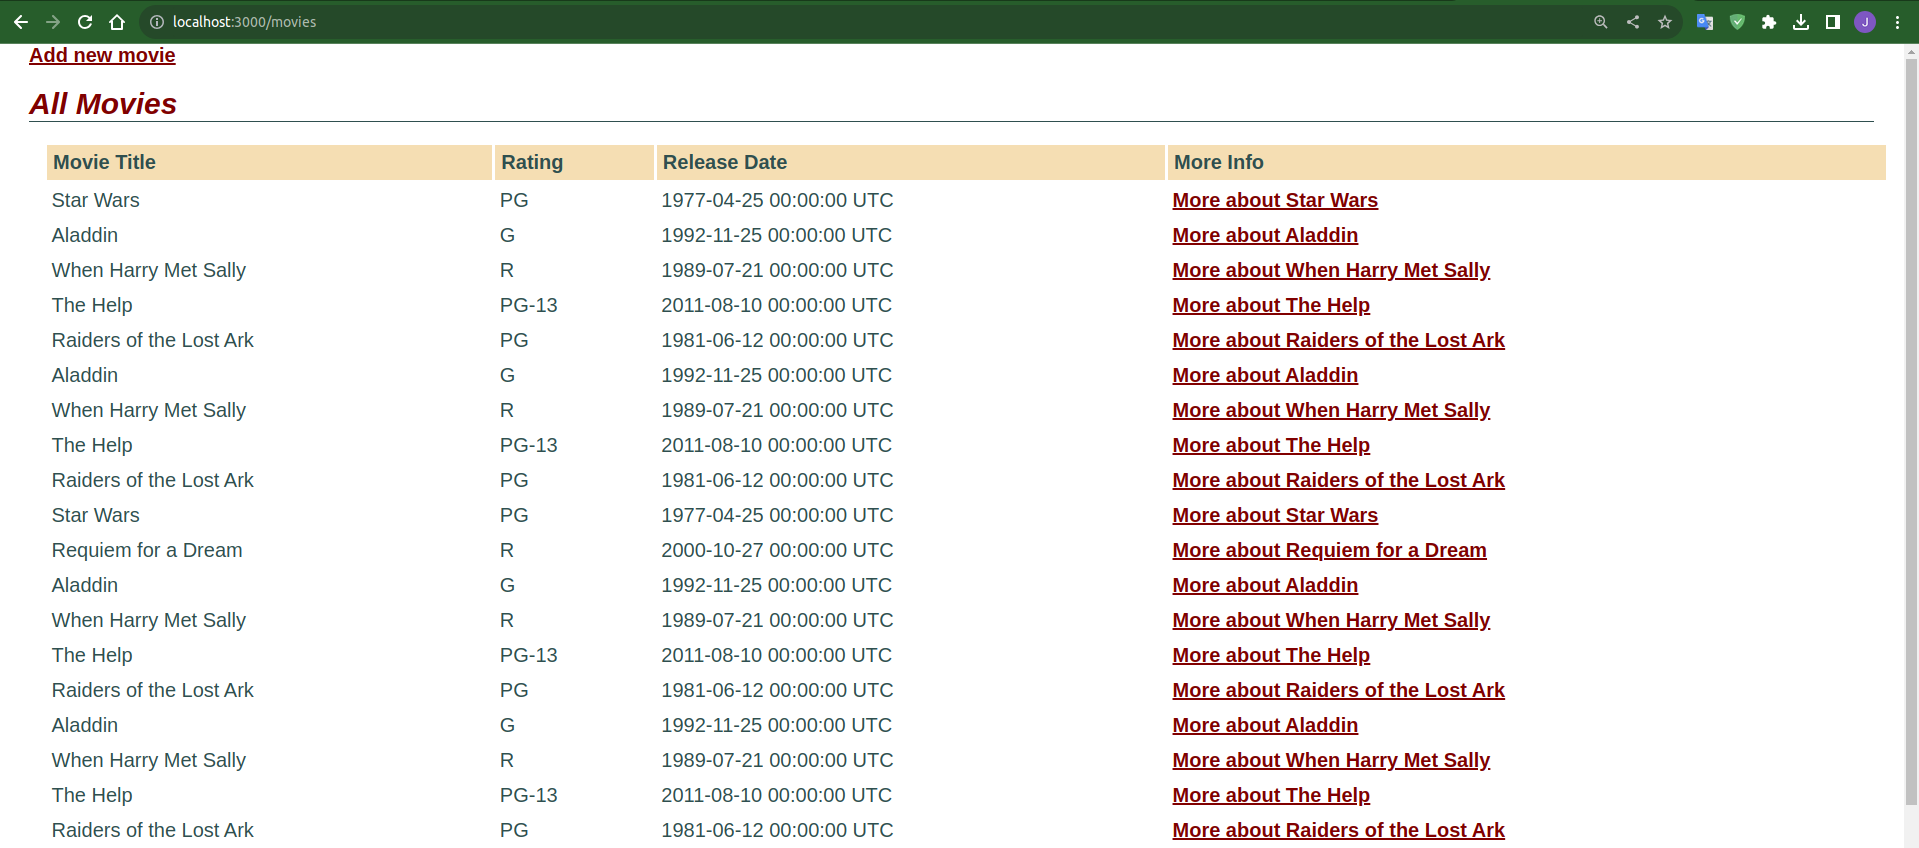 localhost:3000/movies
J
Add new movie
All Movies
Movie Title Rating Release Date More Info
Star Wars PG 1977-04-25 00:00:00 UTC More about Star Wars
Aladdin G 1992-11-25 00:00:00 UTC More about Aladdin
When Harry Met Sally R 1989-07-21 00:00:00 UTC More about When Harry Met Sally
The Help PG-13 2011-08-10 00:00:00 UTC More about The Help
Raiders of the Lost Ark PG 1981-06-12 00:00:00 UTC More about Raiders of the Lost Ark
Aladdin G 1992-11-25 00:00:00 UTC More about Aladdin
When Harry Met Sally R 1989-07-21 00:00:00 UTC More about When Harry Met Sally
The Help PG-13 2011-08-10 00:00:00 UTC More about The Help
Raiders of the Lost Ark PG 1981-06-12 00:00:00 UTC More about Raiders of the Lost Ark
Star Wars PG 1977-04-25 00:00:00 UTC More about Star Wars
Requiem for a Dream R 2000-10-27 00:00:00 UTC More about Requiem for a Dream
Aladdin G 1992-11-25 00:00:00 UTC More about Aladdin
When Harry Met Sally R 1989-07-21 00:00:00 UTC More about When Harry Met Sally
The Help PG-13 2011-08-10 00:00:00 UTC More about The Help
Raiders of the Lost Ark PG 1981-06-12 00:00:00 UTC More about Raiders of the Lost Ark
Aladdin G 1992-11-25 00:00:00 UTC More about Aladdin
When Harry Met Sally R 1989-07-21 00:00:00 UTC More about When Harry Met Sally
The Help PG-13 2011-08-10 00:00:00 UTC More about The Help
Raiders of the Lost Ark PG 1981-06-12 00:00:00 UTC More about Raiders of the Lost Ark